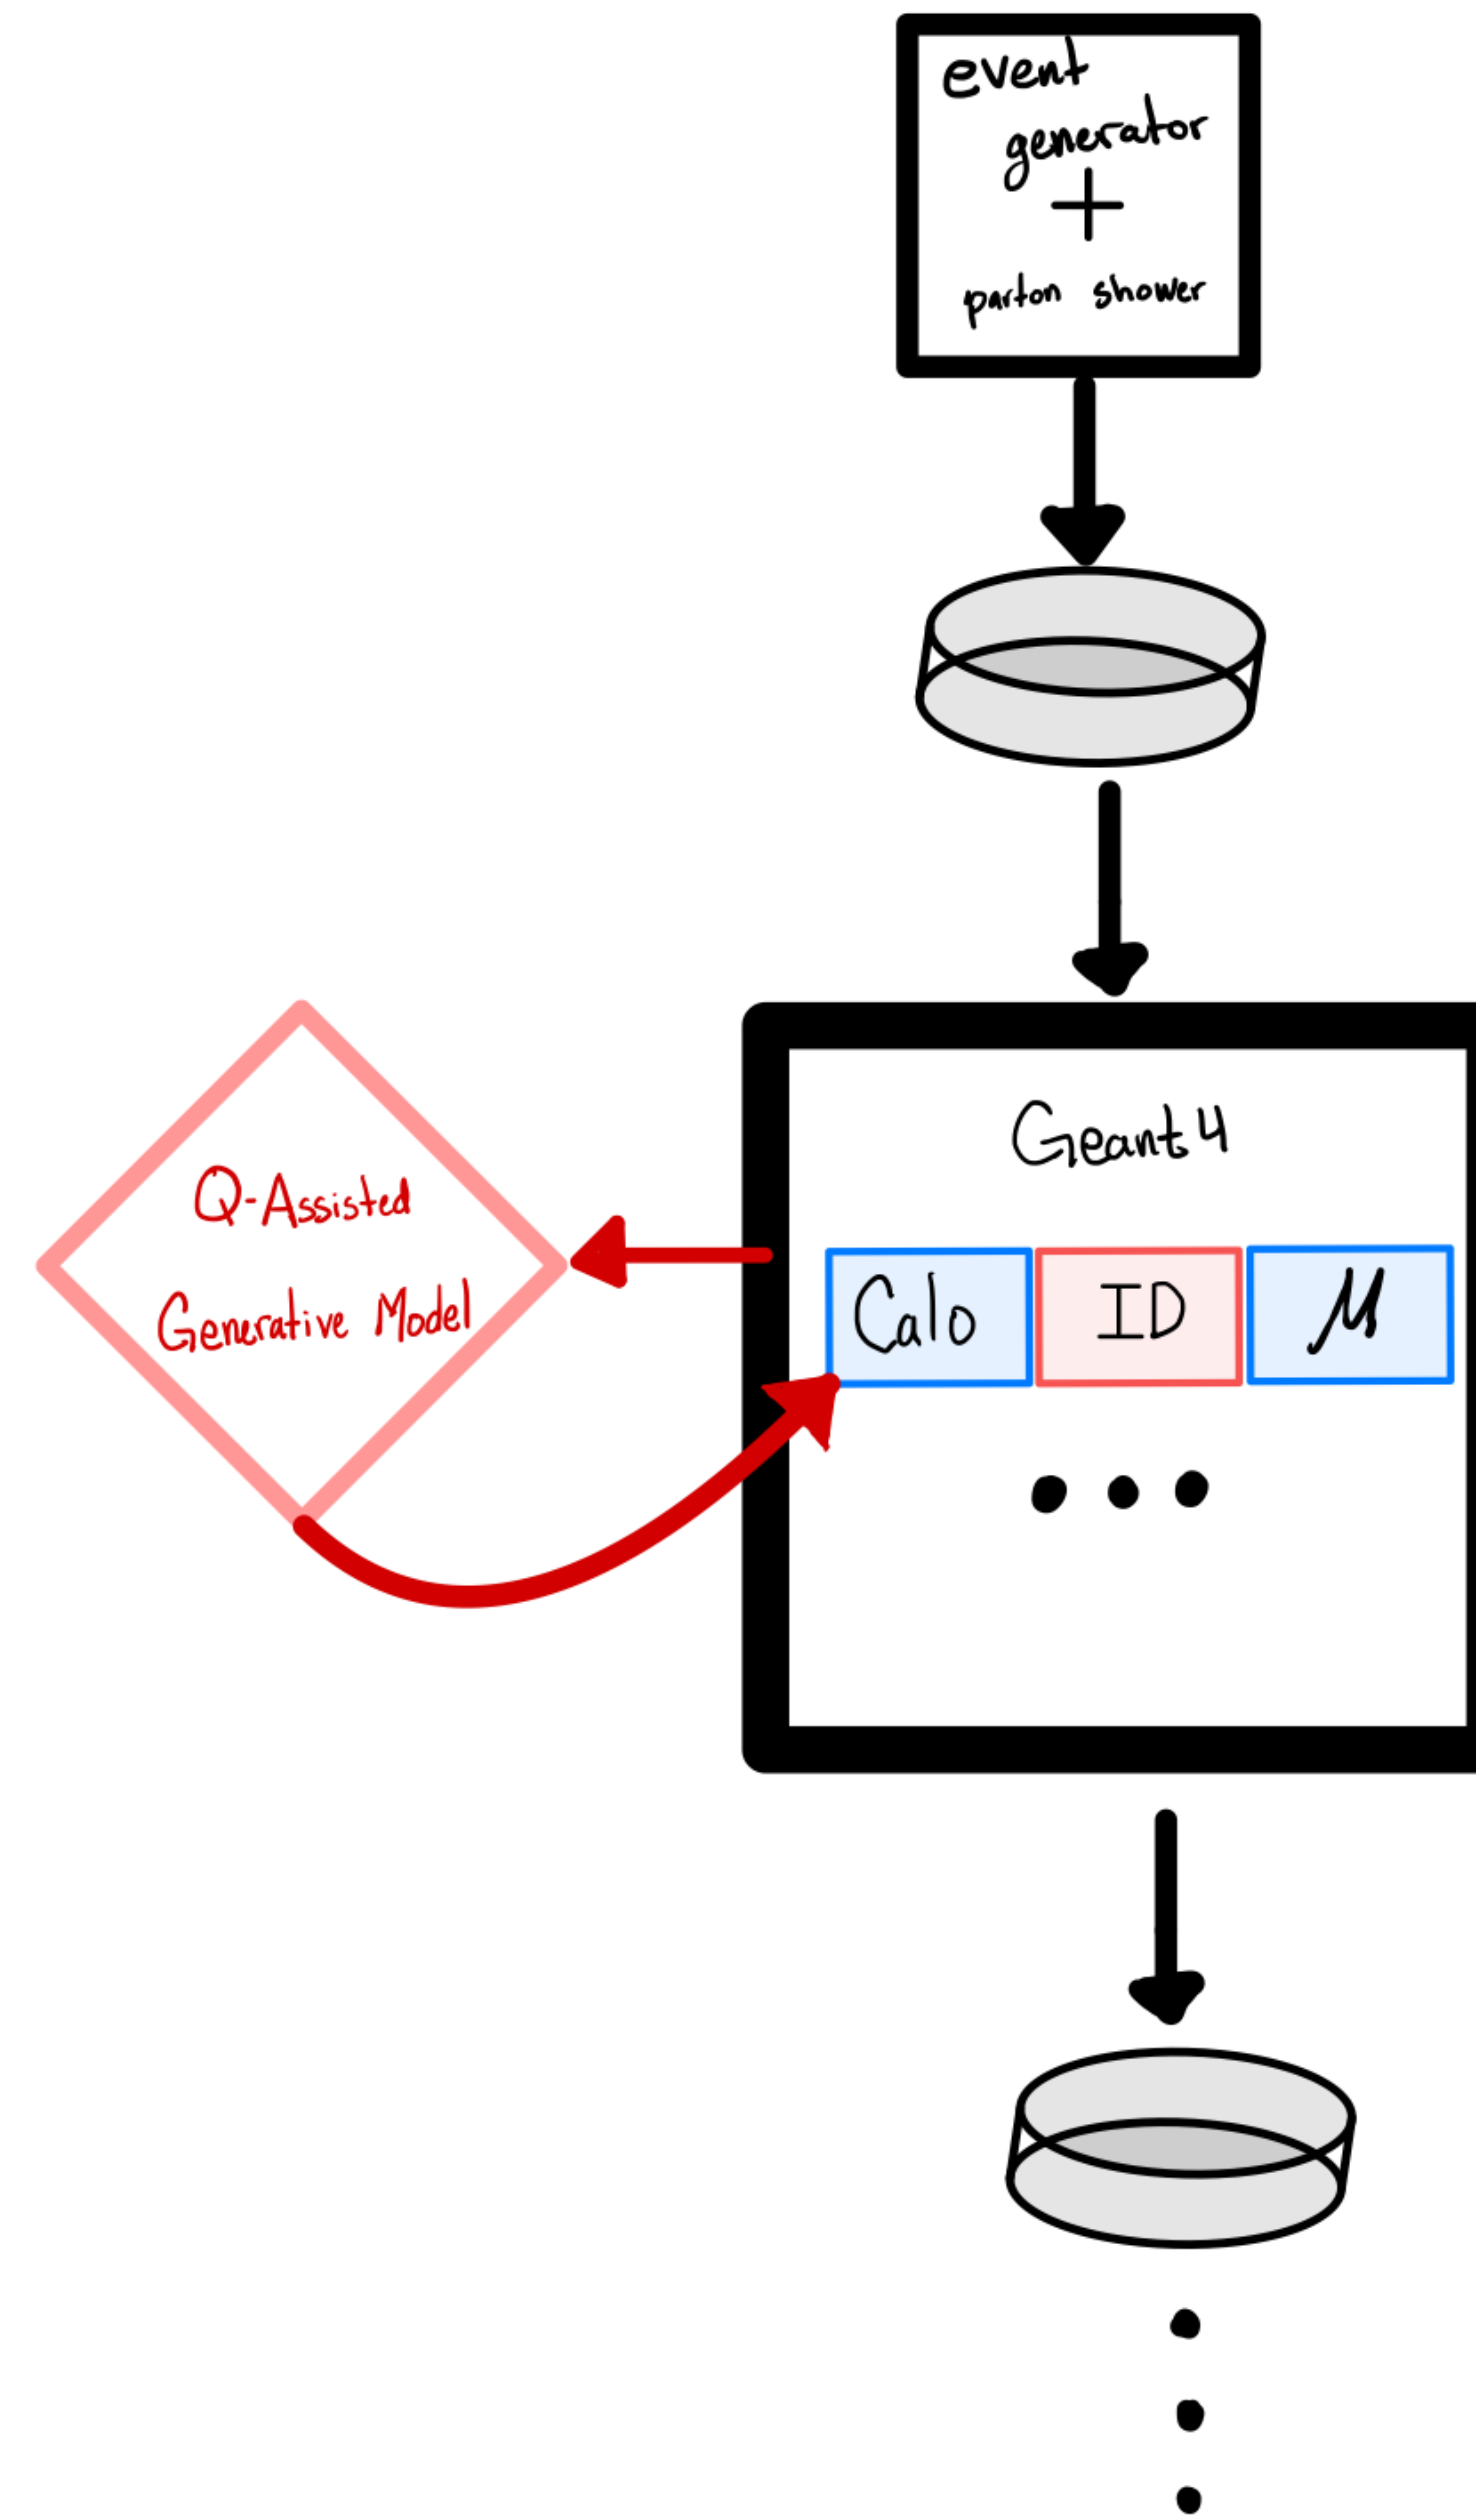 event
generator
+
parton shower
Geant4
Q-Assisted
Generative Model
Calo
ID
μ